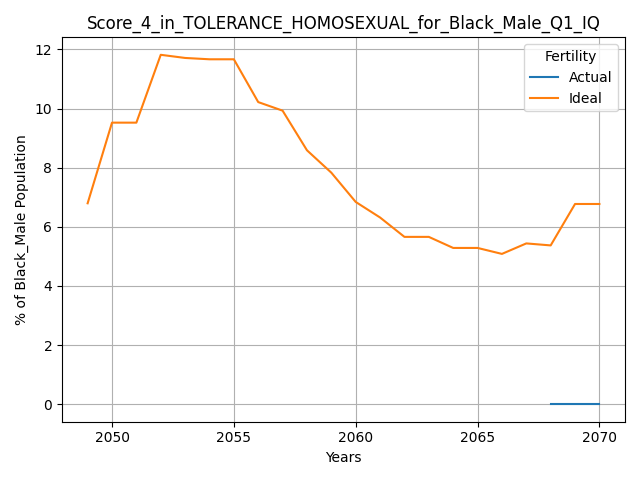 Score_4_in_TOLERANCE_HOMOSEXUAL_for_Black_Male_Q1_IQ
Fertility
Actual
Ideal
12
10
8
6
4
2
0
% of Black_Male Population
2050
2055
2060
2065
2070
Years